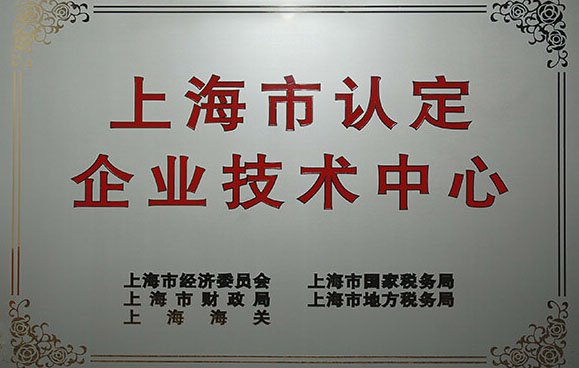 上海市认定
企业技术中心
上海市经济委员会 上海市国家税务局
上海市财政局 上海市地方税务局
上海海关